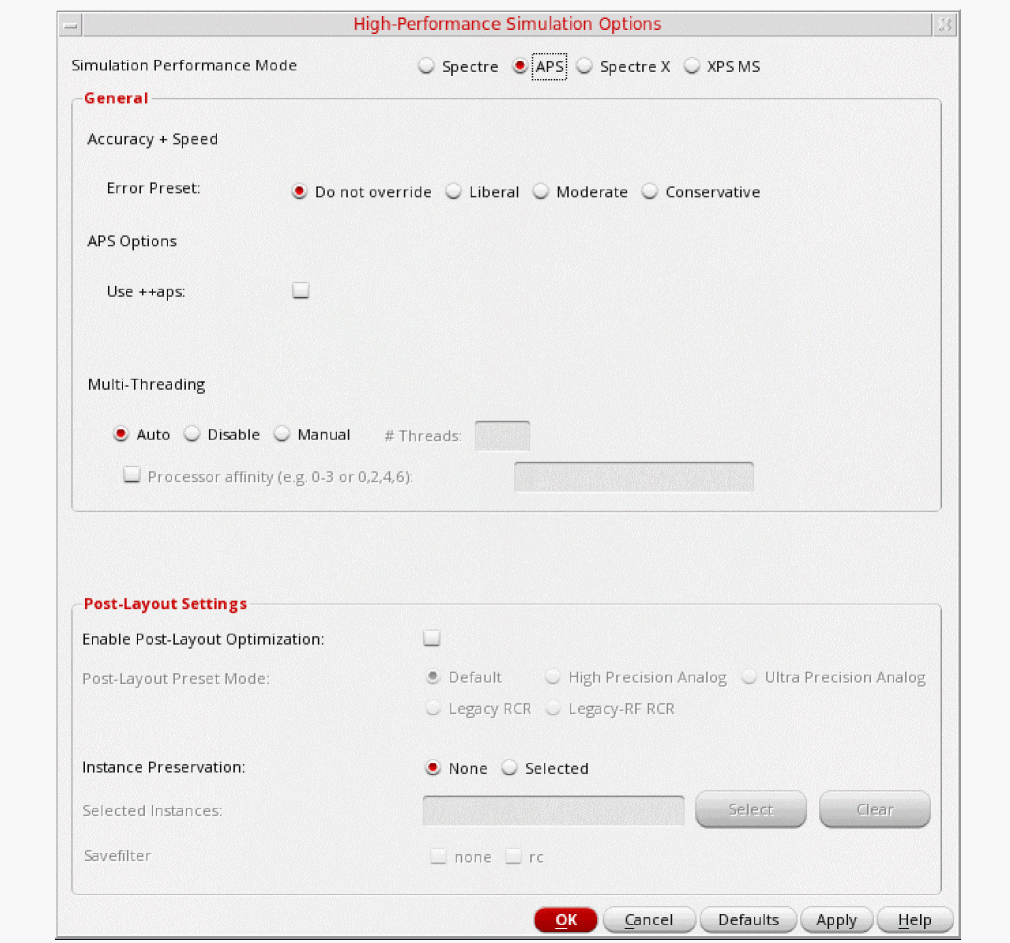 High-Performance Simulation Options
Simulation Performance Mode Spectre APS Spectre X XPS MS
General
Accuracy + Speed
Error Preset: Do not override Liberal Moderate Conservative
APS Options
Use ++aps:
Multi-Threading
Auto Disable Manual # Threads:
Processor affinity (e.g. 0-3 or 0,2,4,6):
Post-Layout Settings
Enable Post-Layout Optimization:
Post-Layout Preset Mode: Default High Precision Analog Ultra Precision Analog
Legacy RCR Legacy-RF RCR
Instance Preservation: None Selected
Selected Instances: Select Clear
Savefilter none rc
OK Cancel Defaults Apply Help